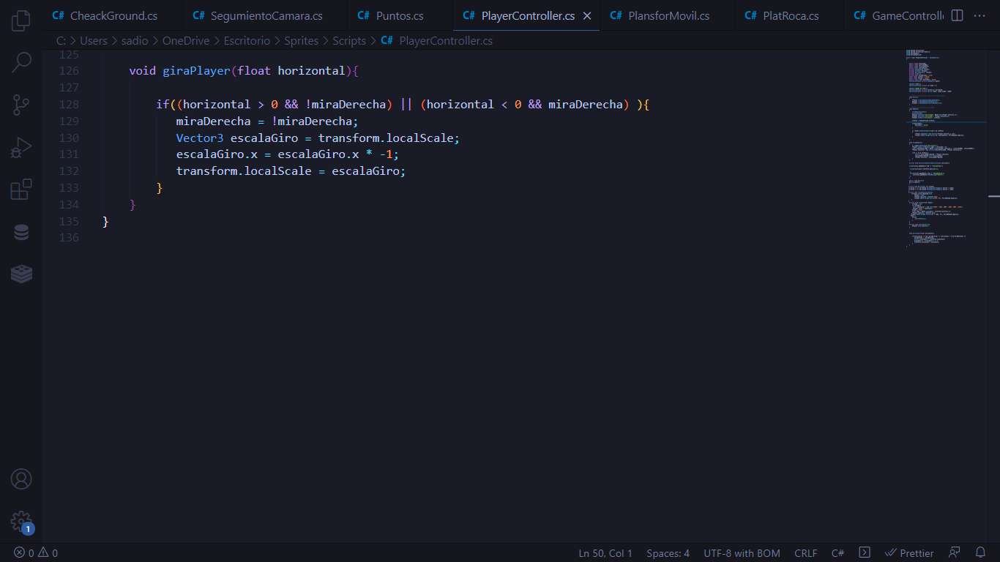 C# CheackGround.cs C# SegumientoCamara.cs C# Puntos.cs C# PlayerController.cs C# PlansforMovil.cs C# PlatRoca.cs C# GameControlle
C: > Users > sadio > OneDrive > Escritorio > Sprites > Scripts > C# PlayerController.cs
125
126 void giraPlayer(float horizontal){
127
128 if((horizontal > 0 && !miraDerecha) || (horizontal < 0 && miraDerecha) ){
129 miraDerecha = !miraDerecha;
130 Vector3 escalaGiro = transform.localScale;
131 escalaGiro.x = escalaGiro.x * -1;
132 transform.localScale = escalaGiro;
133 }
134 }
135 }
136
1
0 0 Ln 50, Col 1 Spaces: 4 UTF-8 with BOM CRLF C# Prettier